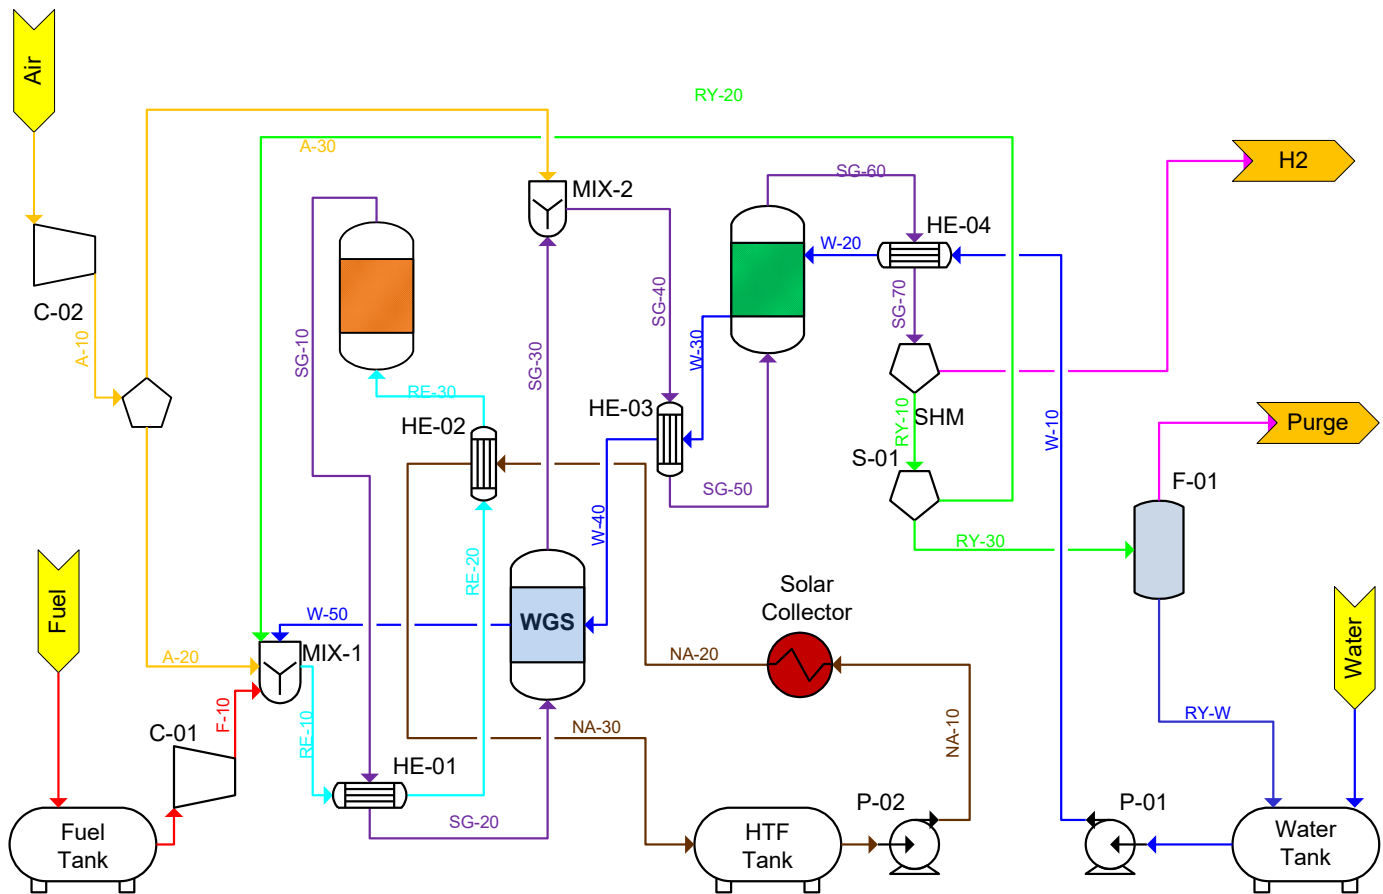 Air
RY-20
A-30
H2
MIX-2
SG-60
HE-04
W-20
C-02
A-10
SG-10
SG-30
SG-40
W-30
SG-70
RE-30
HE-02
HE-03
RY-10
SHM
W-10
Purge
S-01
F-01
SG-50
W-40
RY-30
Fuel
RE-20
Solar
Collector
WGS
W-50
Water
A-20
MIX-1
NA-20
F-10
RE-10
C-01
NA-30
NA-10
RY-W
HE-01
P-02
P-01
SG-20
Fuel
Tank
HTF
Tank
Water
Tank